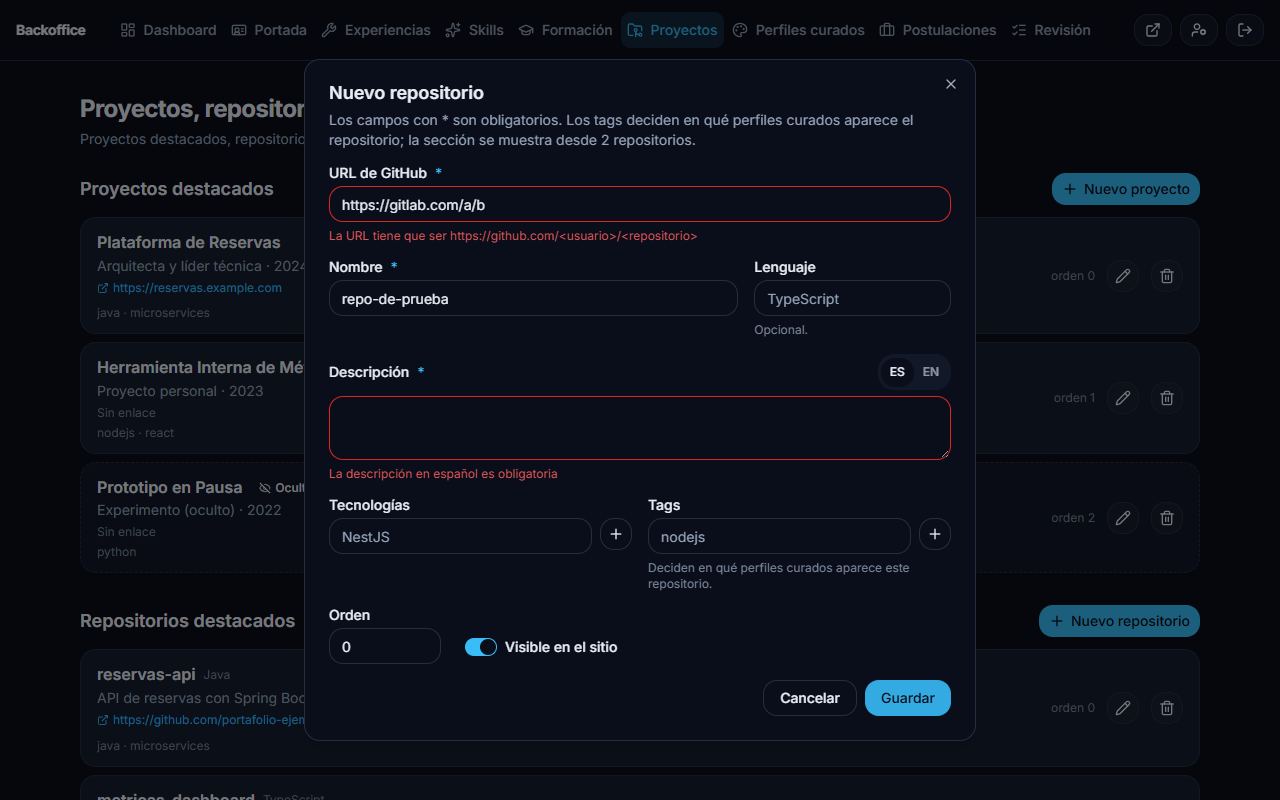 Backoffice
Dashboard
Portada
Experiencias
Skills
Formación
Proyectos
Perfiles curados
Postulaciones
Revisión
Proyectos, repositor
Proyectos destacados, repositorio
Proyectos destacados
Nuevo proyecto
Plataforma de Reservas
Arquitecta y líder técnica · 2024
https://reservas.example.com
java · microservices
orden 0
Herramienta Interna de Mé
Proyecto personal · 2023
Sin enlace
nodejs · react
orden 1
Prototipo en Pausa
Ocult
Experimento (oculto) · 2022
Sin enlace
python
orden 2
Repositorios destacados
Nuevo repositorio
reservas-api Java
API de reservas con Spring Boo
https://github.com/portafolio-ejem
java · microservices
orden 0
metricas-dashboard TypeScript
Nuevo repositorio
Los campos con * son obligatorios. Los tags deciden en qué perfiles curados aparece el
repositorio; la sección se muestra desde 2 repositorios.
URL de GitHub *
https://gitlab.com/a/b
La URL tiene que ser https://github.com/<usuario>/<repositorio>
Nombre *
repo-de-prueba
Lenguaje
TypeScript
Opcional.
Descripción *
ES EN
La descripción en español es obligatoria
Tecnologías
NestJS
Tags
nodejs
Deciden en qué perfiles curados aparece este
repositorio.
Orden
0
Visible en el sitio
Cancelar
Guardar